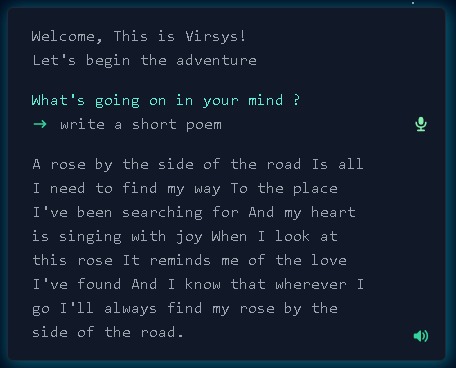 Welcome, This is Virsys!
Let's begin the adventure
What's going on in your mind ?
→ write a short poem
A rose by the side of the road Is all
I need to find my way To the place
I've been searching for And my heart
is singing with joy When I look at
this rose It reminds me of the love
I've found And I know that wherever I
go I'll always find my rose by the
side of the road.